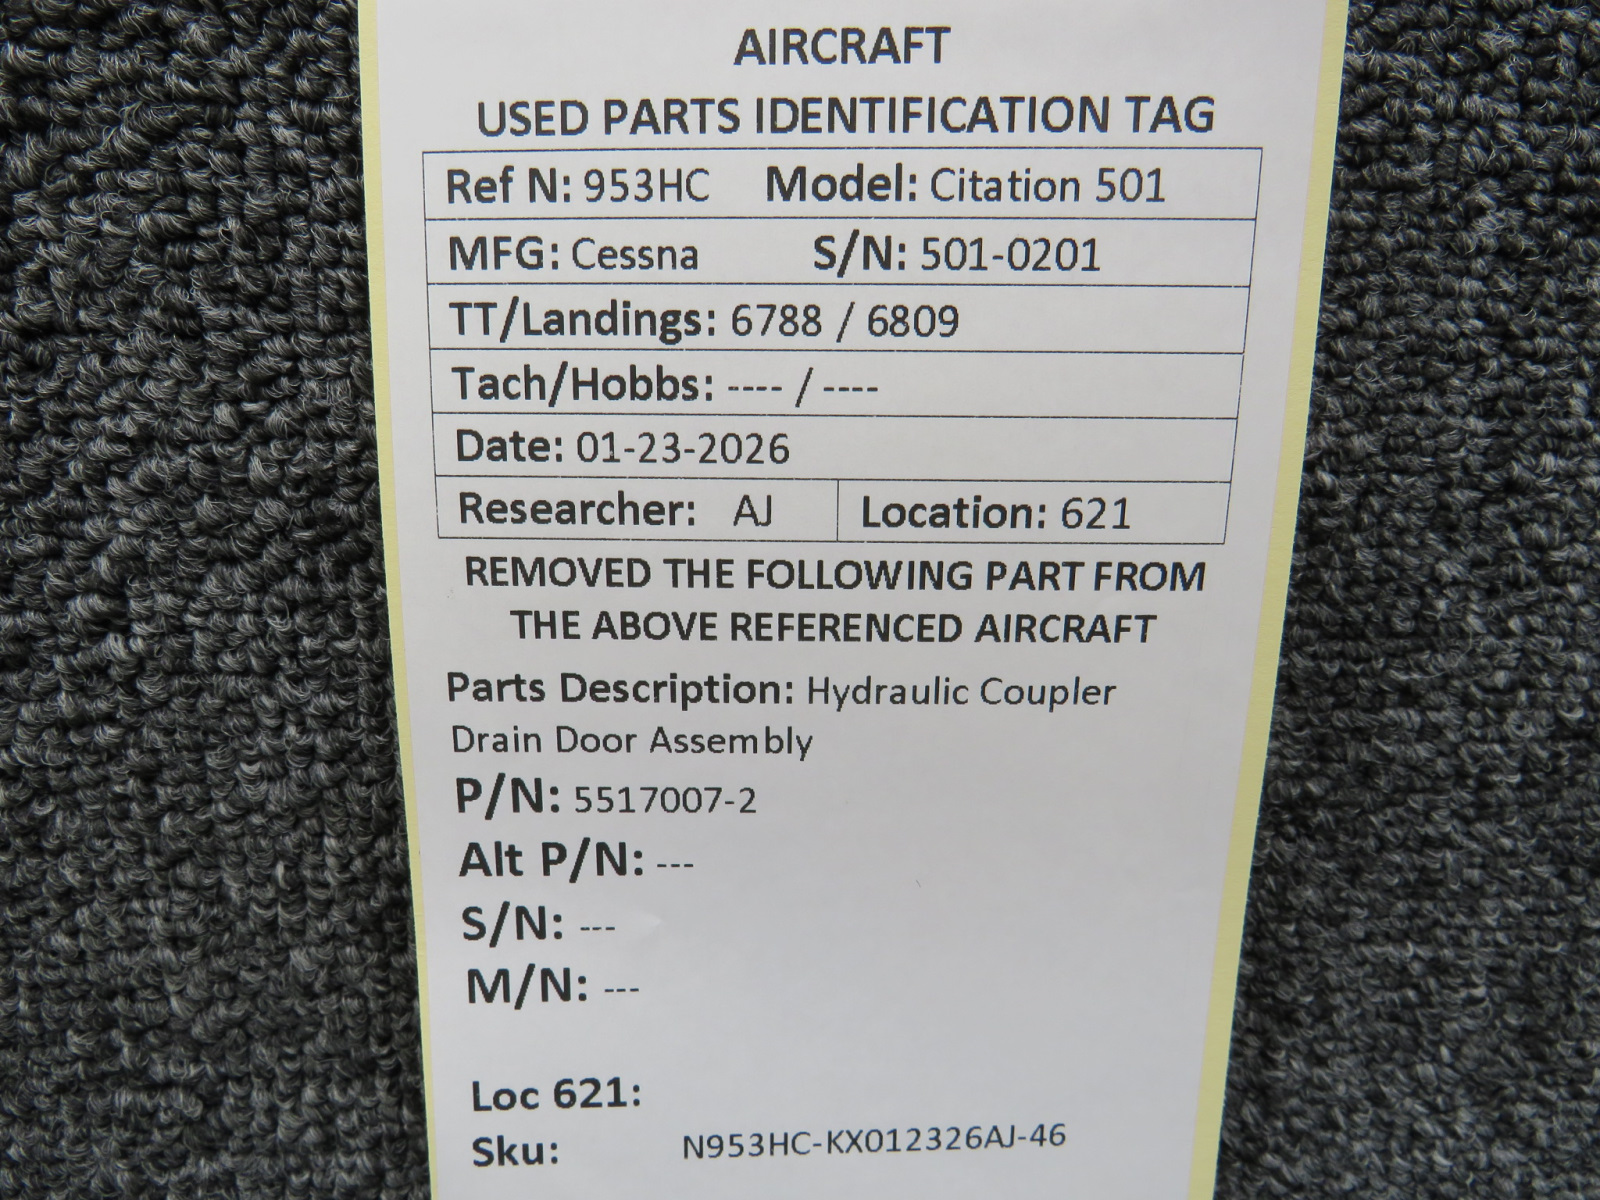 AIRCRAFT
USED PARTS IDENTIFICATION TAG
Ref N: 953HC Model: Citation 501
MFG: Cessna S/N: 501-0201
TT/Landings: 6788 / 6809
Tach/Hobbs: ---- / ----
Date: 01-23-2026
Researcher: AJ Location: 621
REMOVED THE FOLLOWING PART FROM
THE ABOVE REFERENCED AIRCRAFT
Parts Description: Hydraulic Coupler
Drain Door Assembly
P/N: 5517007-2
Alt P/N: ---
S/N: ---
M/N: ---
Loc 621:
Sku: N953HC-KX012326AJ-46